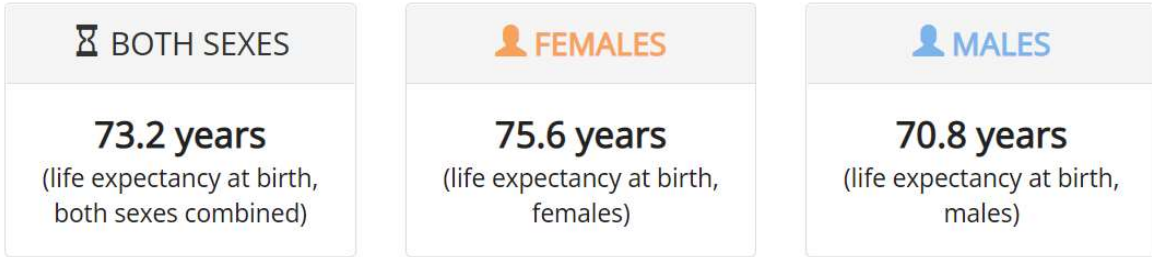 BOTH SEXES
73.2 years
(life expectancy at birth,
both sexes combined)
FEMALES
75.6 years
(life expectancy at birth,
females)
MALES
70.8 years
(life expectancy at birth,
males)